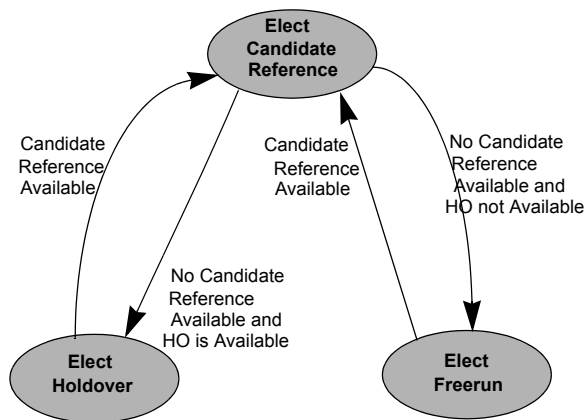 Elect
Candidate
Reference
Candidate
Reference
Available
Candidate
Reference
Available
No Candidate
Reference
Available and
HO not Available
No Candidate
Reference
Available and
HO is Available
Elect
Holdover
Elect
Freerun